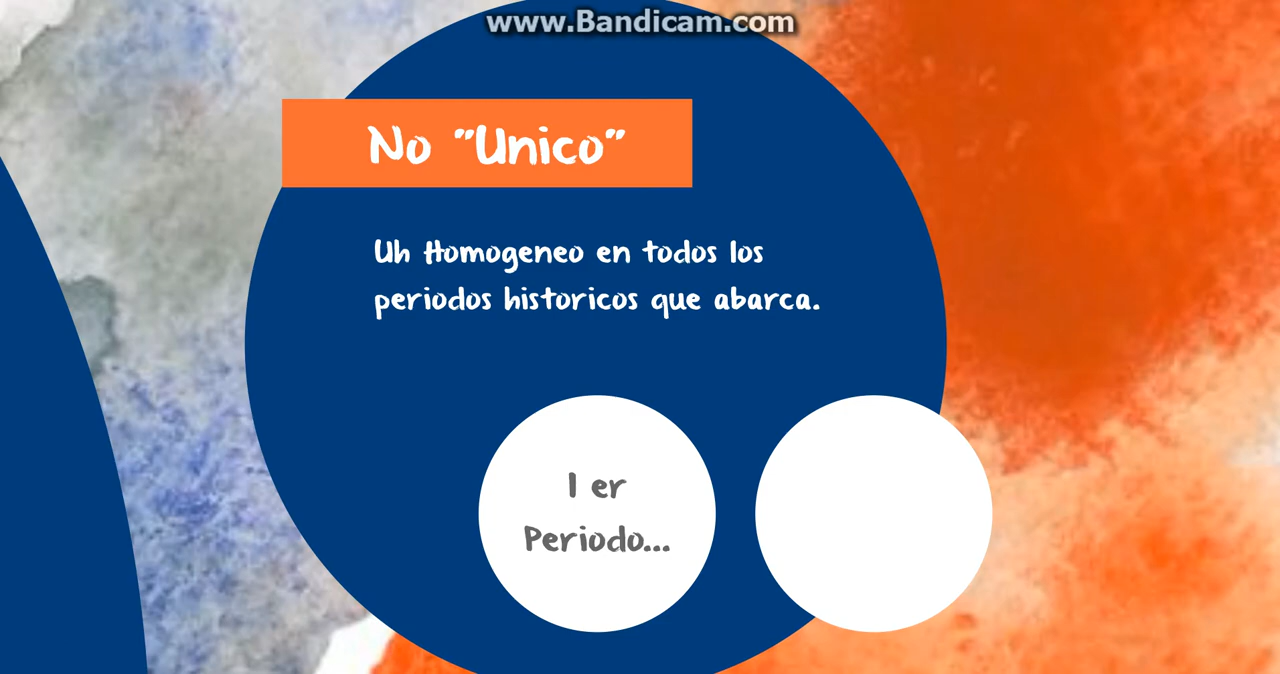 www.Bandicam.com
No "Unico"
Uh Homogeneo en todos los
periodos historicos que abarca.
1 er
Periodo...